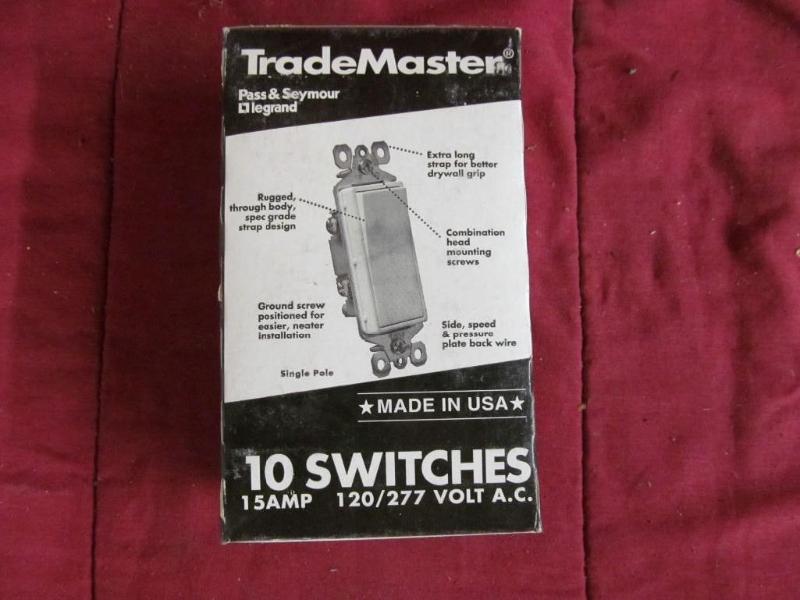 TradeMaster®
Pass & Seymour
legrand
Extra long
strap for better
drywall grip
Rugged,
through body,
spec grade
strap design
Combination
head
mounting
screws
Ground screw
positioned for
easier, neater
installation
Side, speed
& pressure
plate back wire
Single Pole
★MADE IN USA★
10 SWITCHES
15AMP 120/277 VOLT A.C.